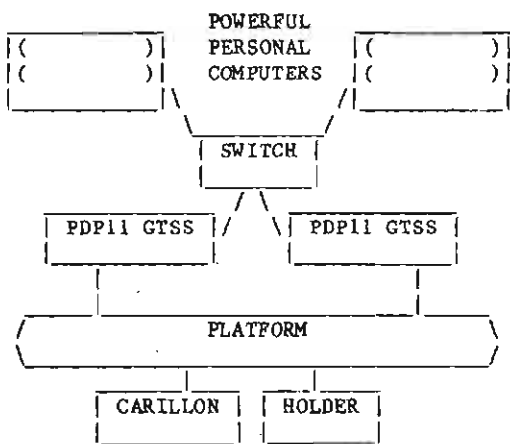 POWERFUL
PERSONAL
COMPUTERS
SWITCH
PDP11 GTSS
PDP11 GTSS
PLATFORM
CARILLON
HOLDER